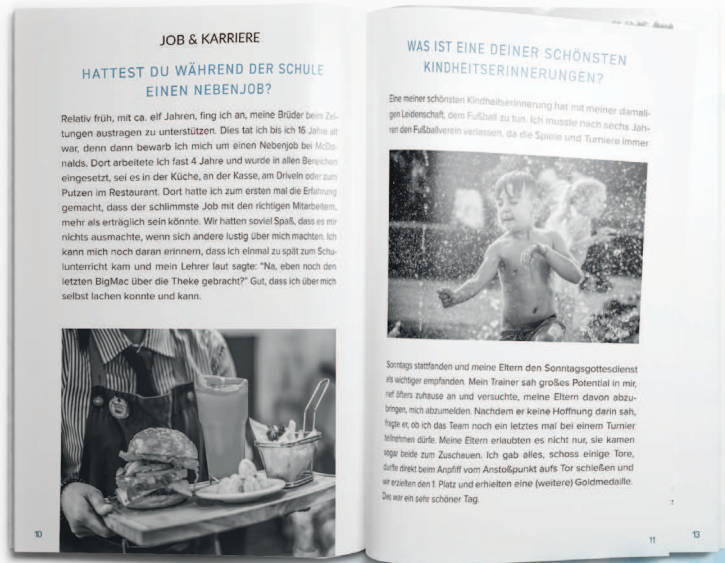 JOB & KARRIERE
HATTEST DU WÄHREND DER SCHULE
EINEN NEBENJOB?
Relativ früh, mit ca. elf Jahren, fing ich an, meine Brüder beim Zei-
tungen austragen zu unterstützen. Dies tat ich bis ich 16 Jahre alt
war, denn dann bewarb ich mich um einen Nebenjob bei McDo-
nalds. Dort arbeitete ich fast 4 Jahre und wurde in allen Bereichen
eingesetzt, sei es in der Küche, an der Kasse, am DriveIn oder zum
Putzen im Restaurant. Dort hatte ich zum ersten mal die Erfahrung
gemacht, dass der schlimmste Job mit den richtigen Mitarbeitern,
mehr als erträglich sein könnte. Wir hatten soviel Spaß, dass es mir
nichts ausmachte, wenn sich andere lustig über mich machten. Ich
kann mich noch daran erinnern, dass ich einmal zu spät zum Schu-
lunterricht kam und mein Lehrer laut sagte: "Na, eben noch den
letzten BigMac über die Theke gebracht?" Gut, dass ich über mich
selbst lachen konnte und kann.
10
WAS IST EINE DEINER SCHÖNSTEN
KINDHEITSERINNERUNGEN?
Eine meiner schönsten Kindheitserinnerung hat mit meiner damali-
gen Leidenschaft, dem Fußball zu tun. Ich musste nach sechs Jah-
ren den Fußballverein verlassen, da die Spiele und Turniere immer
Sonntags stattfanden und meine Eltern den Sonntagsgottesdienst
als wichtiger empfanden. Mein Trainer sah großes Potential in mir,
rief öfters zuhause an und versuchte, meine Eltern davon abzu-
bringen, mich abzumelden. Nachdem er keine Hoffnung darin sah,
fragte er, ob ich das Team noch ein letztes mal bei einem Turnier
teilnehmen dürfe. Meine Eltern erlaubten es nicht nur, sie kamen
sogar beide zum Zuschauen. Ich gab alles, schoss einige Tore,
durfte direkt beim Anpfiff vom Anstoßpunkt aufs Tor schießen und
wir erzielten den 1. Platz und erhielten eine (weitere) Goldmedaille.
Das war ein sehr schöner Tag.
11
13